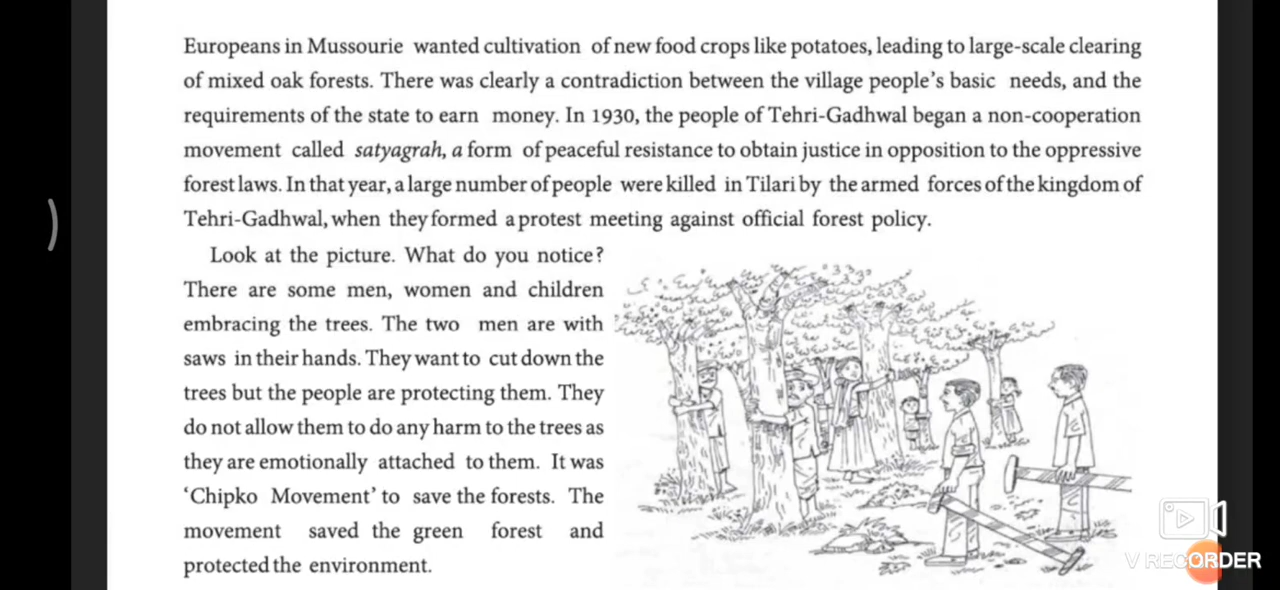 Europeans in Mussourie wanted cultivation of new food crops like potatoes, leading to large-scale clearing
of mixed oak forests. There was clearly a contradiction between the village people's basic needs, and the
requirements of the state to earn money. In 1930, the people of Tehri-Gadhwal began a non-cooperation
movement called satyagrah, a form of peaceful resistance to obtain justice in opposition to the oppressive
forest laws. In that year, a large number of people were killed in Tilari by the armed forces of the kingdom of
Tehri-Gadhwal, when they formed a protest meeting against official forest policy.
Look at the picture. What do you notice?
There are some men, women and children
embracing the trees. The two men are with
saws in their hands. They want to cut down the
trees but the people are protecting them. They
do not allow them to do any harm to the trees as
they are emotionally attached to them. It was
'Chipko Movement' to save the forests. The
movement saved the green forest and
protected the environment.
V RECORDER